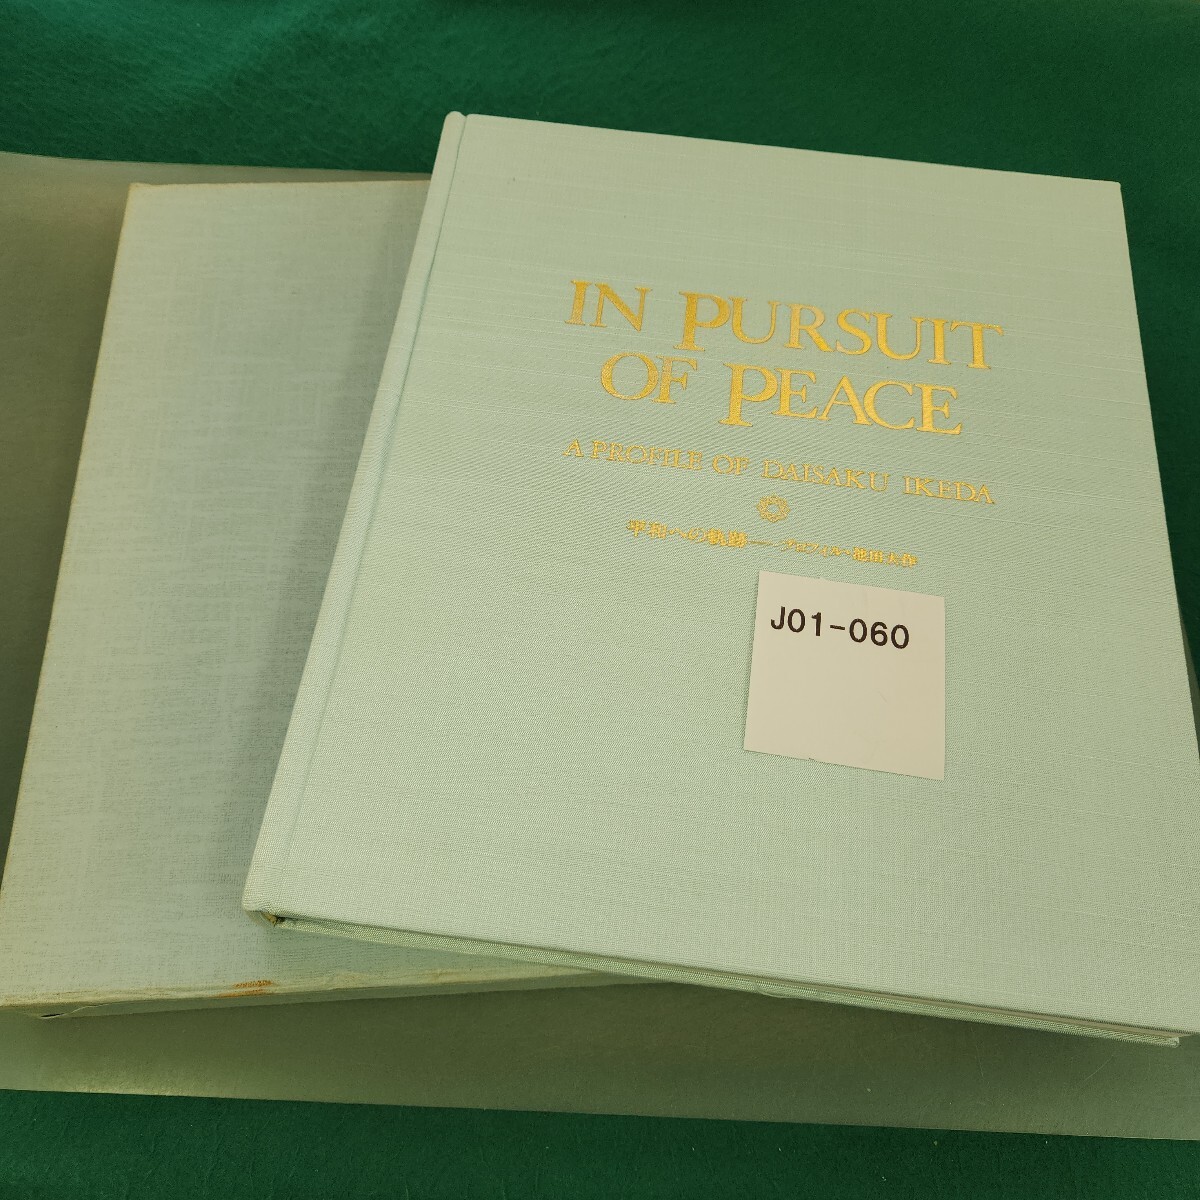 IN PURSUIT
OF PEACE
A PROFILE OF DAISAKU IKEDA
平和への軌跡──プロフィル・池田大作
J01-060